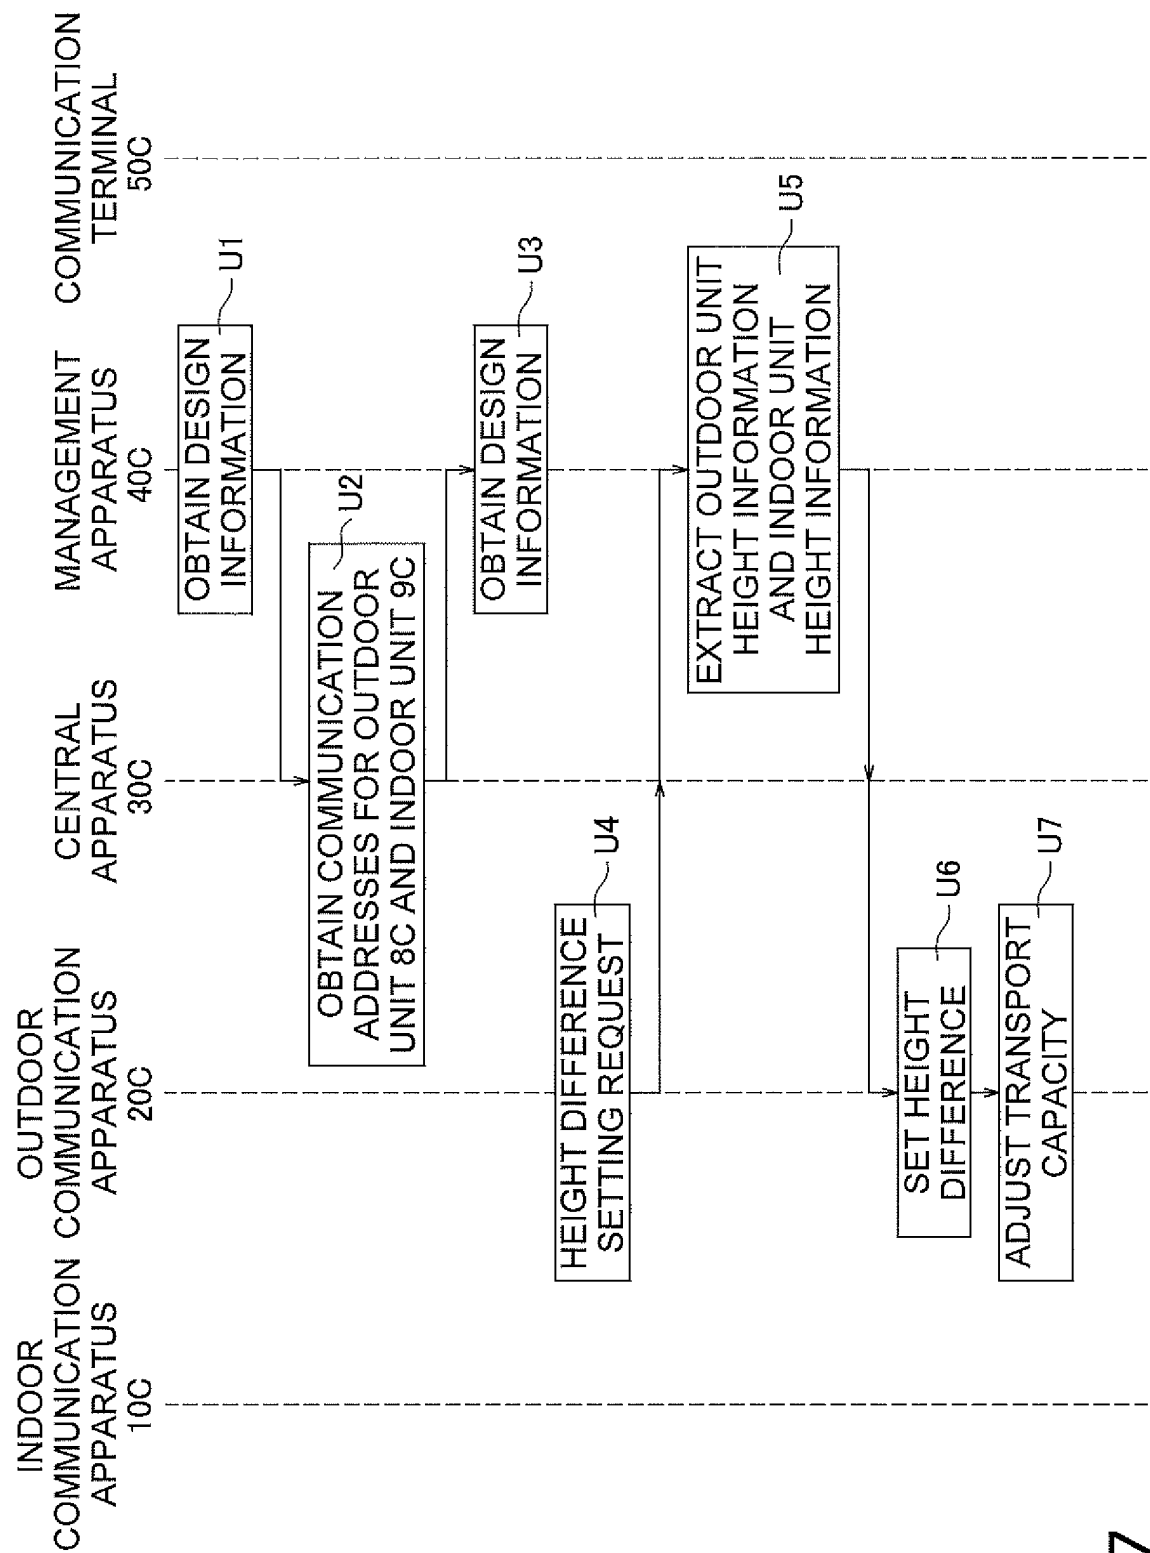 INDOOR
COMMUNICATION
APPARATUS
10C
OUTDOOR
COMMUNICATION
APPARATUS
20C
CENTRAL
APPARATUS
30C
MANAGEMENT
APPARATUS
40C
COMMUNICATION
TERMINAL
50C
OBTAIN DESIGN
INFORMATION
U1
OBTAIN COMMUNICATION
ADDRESSES FOR OUTDOOR
UNIT 8C AND INDOOR UNIT 9C
U2
OBTAIN DESIGN
INFORMATION
U3
HEIGHT DIFFERENCE
SETTING REQUEST
U4
EXTRACT OUTDOOR UNIT
HEIGHT INFORMATION
AND INDOOR UNIT
HEIGHT INFORMATION
U5
SET HEIGHT
DIFFERENCE
U6
ADJUST TRANSPORT
CAPACITY
U7
7